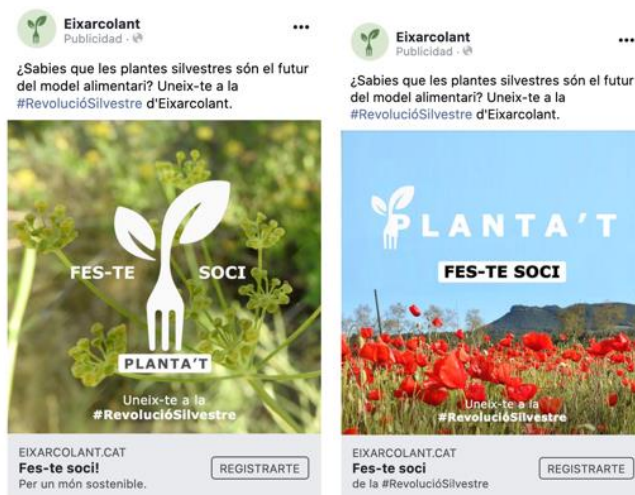 Eixarcolant
Publicidad ·
¿Sabies que les plantes silvestres són el futur
del model alimentari? Uneix-te a la
#RevolucióSilvestre d'Eixarcolant.
FES-TE SOCI
PLANTA'T
Uneix-te a la
#RevolucióSilvestre
EIXARCOLANT.CAT
Fes-te soci!
Per un món sostenible.
REGISTRARTE
Eixarcolant
Publicidad ·
¿Sabies que les plantes silvestres són el futur
del model alimentari? Uneix-te a la
#RevolucióSilvestre d'Eixarcolant.
PLANTA'T
FES-TE SOCI
Uneix-te a la
#RevolucióSilvestre
EIXARCOLANT.CAT
Fes-te soci
de la #RevolucióSilvestre
REGISTRARTE